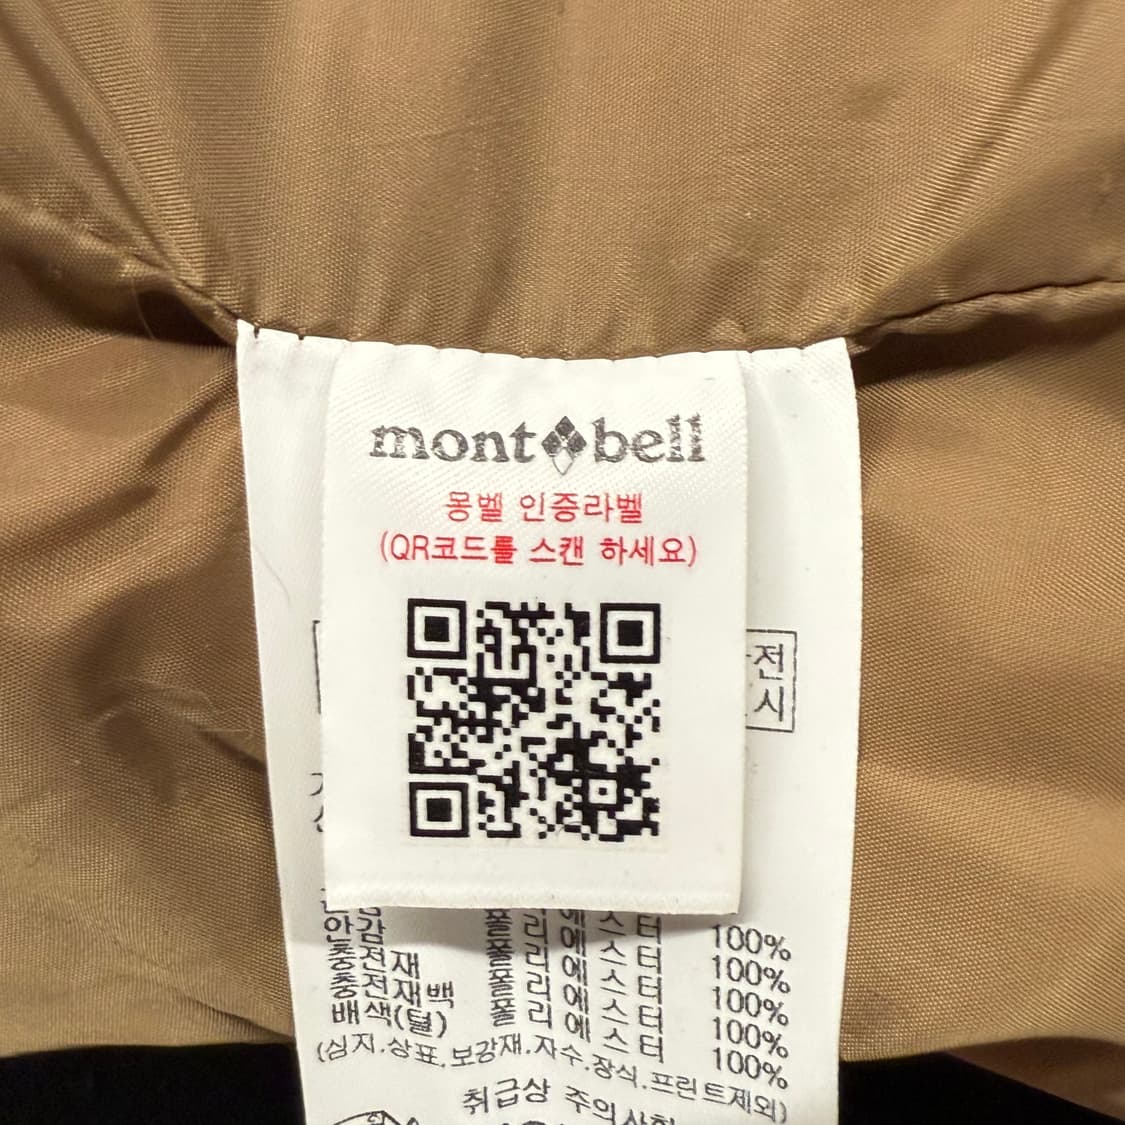 mont bell
몽벨 인증라벨
(QR코드를 스캔 하세요)
전
시
안감 폴리에스터 100%
충전재 폴리에스터 100%
충전재백 폴리에스터 100%
배색(털) 폴리에스터 100%
(심지.상표.보강재.자수.장식.프린트제외)
취급상 주의사항